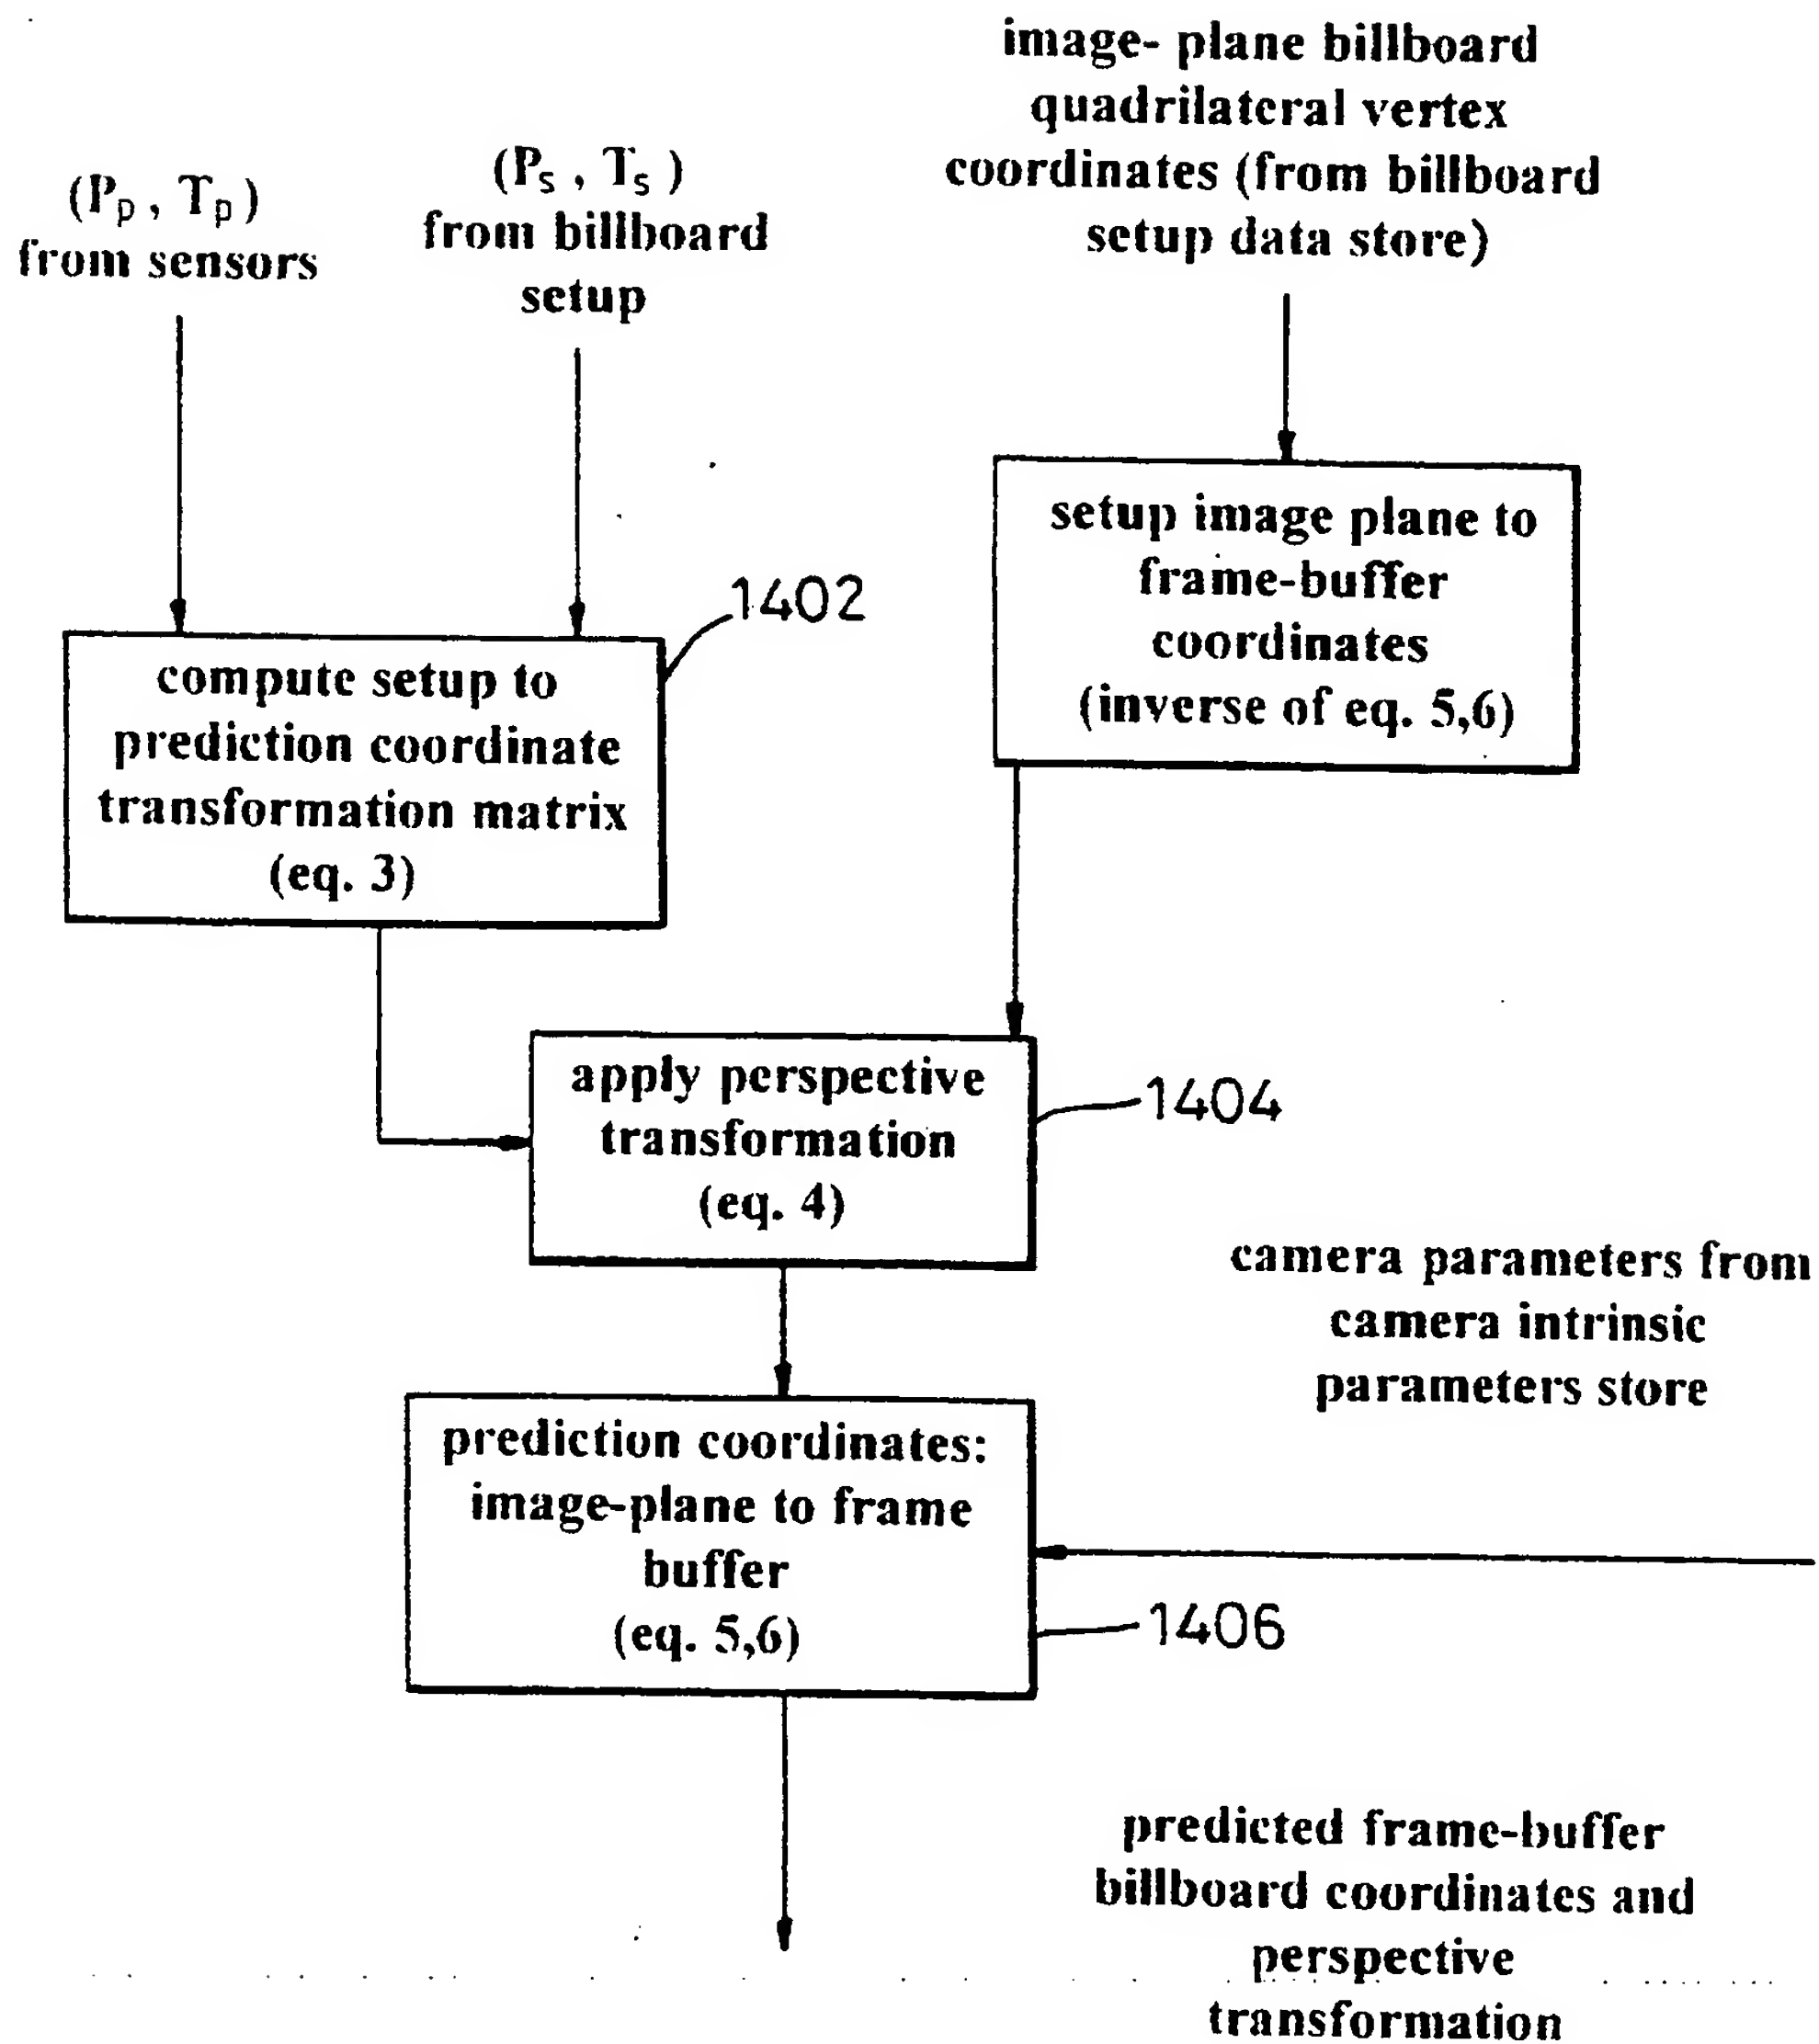 (Pp , Tp)
from sensors
(Ps , Ts)
from billboard
setup
image- plane billboard
quadrilateral vertex
coordinates (from billboard
setup data store)
1402
compute setup to
prediction coordinate
transformation matrix
(eq. 3)
setup image plane to
frame-buffer
coordinates
(inverse of eq. 5,6)
apply perspective
transformation
(eq. 4)
1404
camera parameters from
camera intrinsic
parameters store
prediction coordinates:
image-plane to frame
buffer
(eq. 5,6)
1406
predicted frame-buffer
billboard coordinates and
perspective
transformation